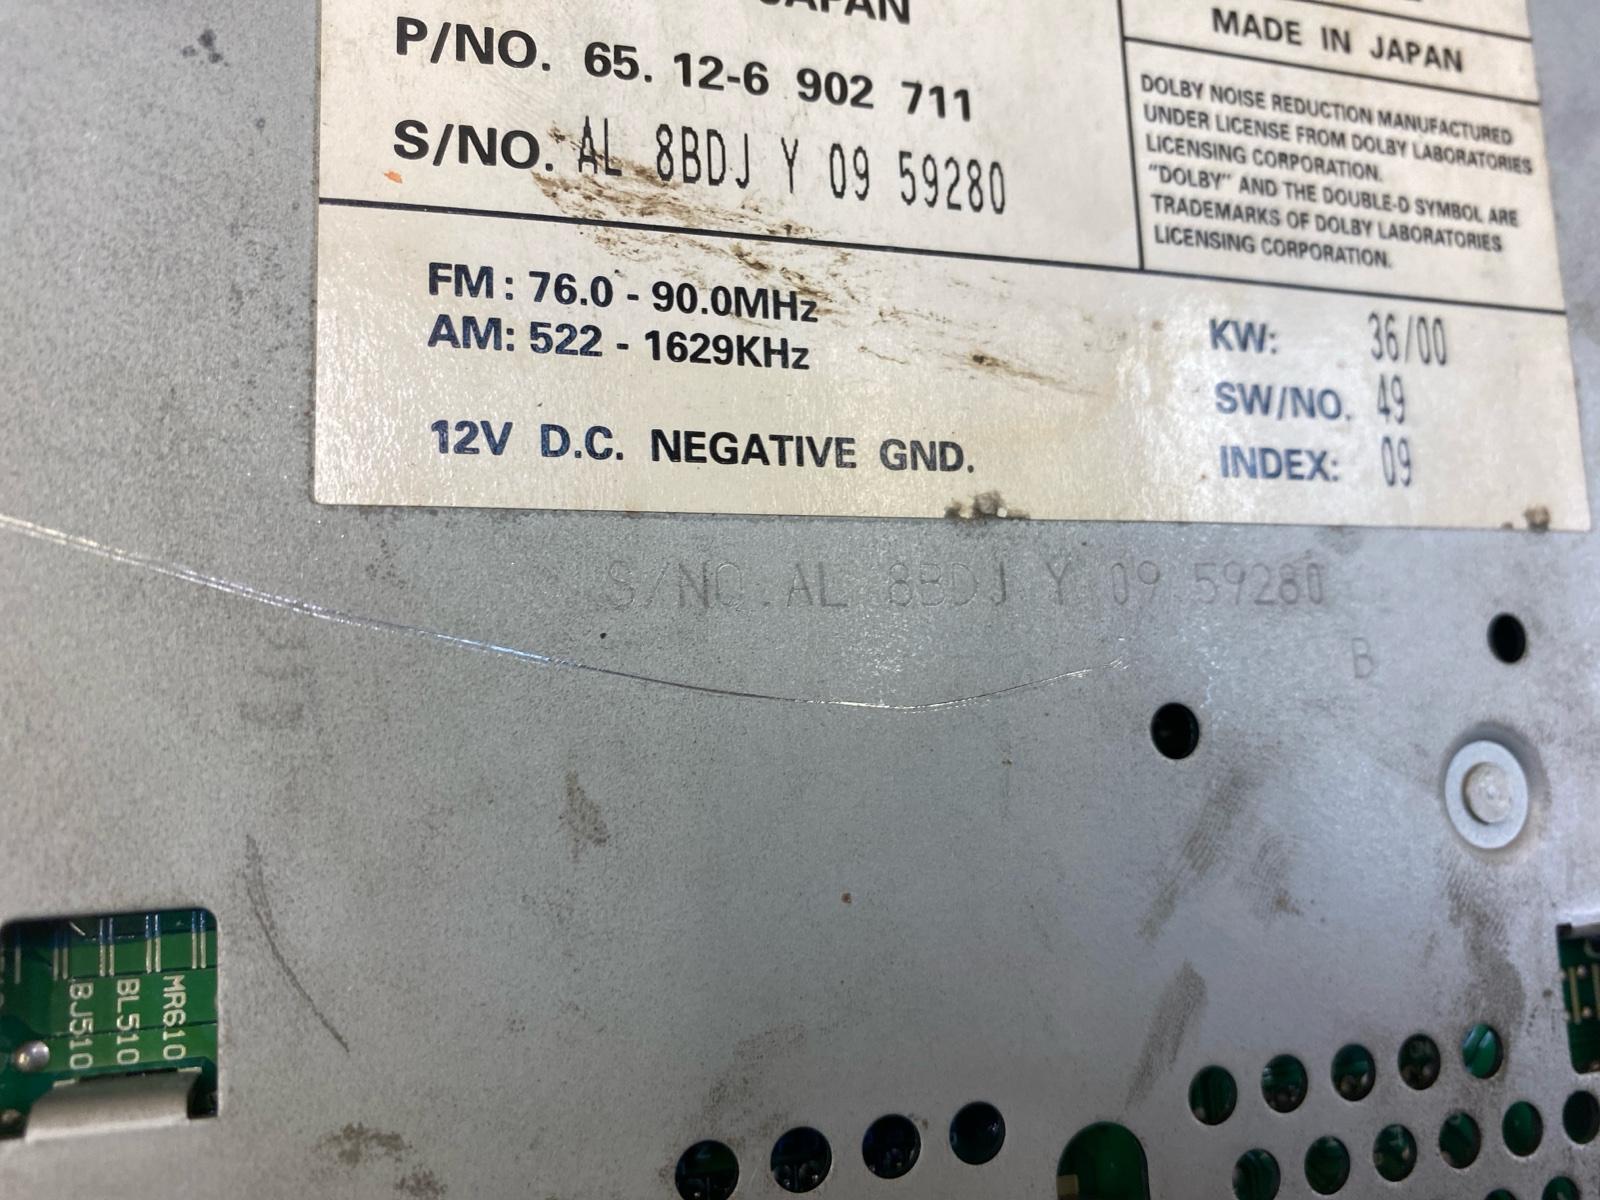 JAPAN
P/NO. 65. 12-6 902 711
S/NO. AL 8BDJ Y 09 59280
MADE IN JAPAN
DOLBY NOISE REDUCTION MANUFACTURED
UNDER LICENSE FROM DOLBY LABORATORIES
LICENSING CORPORATION.
"DOLBY" AND THE DOUBLE-D SYMBOL ARE
TRADEMARKS OF DOLBY LABORATORIES
LICENSING CORPORATION.
FM: 76.0 - 90.0MHz
AM: 522 - 1629KHz
12V D.C. NEGATIVE GND.
KW: 36/00
SW/NO. 49
INDEX: 09
S/NO.AL 8BDJ Y 09 59280
B
MR610
BL510
BJ510